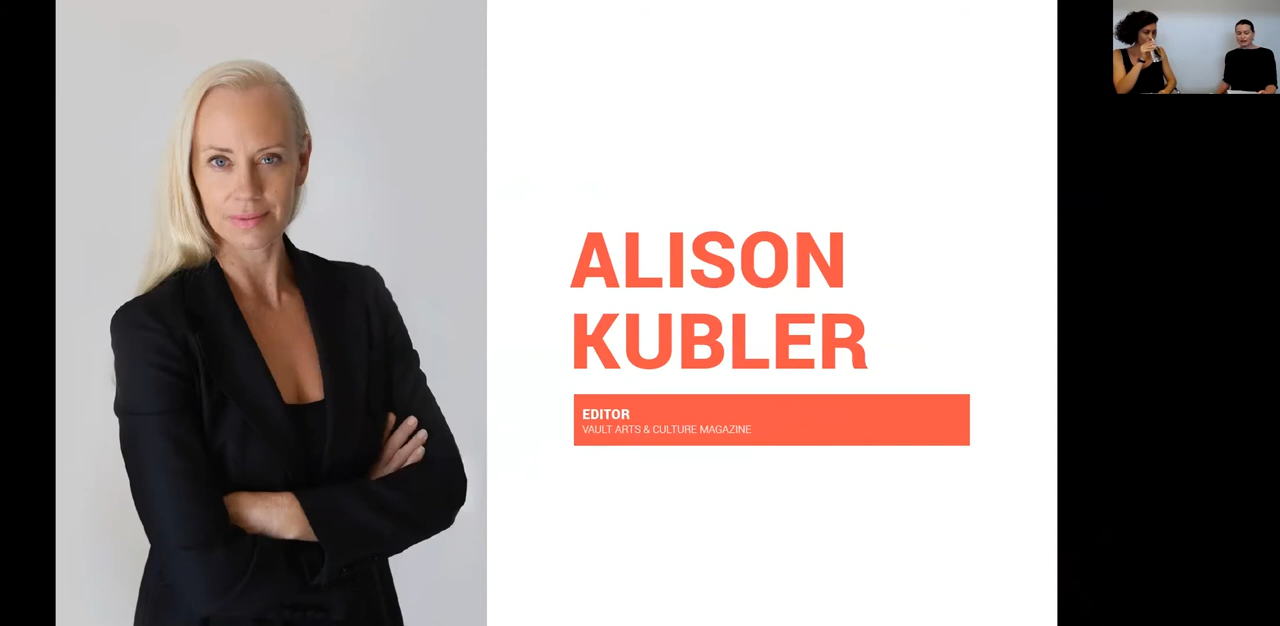 ALISON
KUBLER
EDITOR
VAULT ARTS & CULTURE MAGAZINE